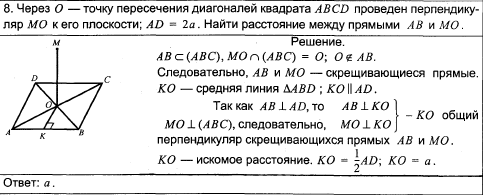 8. Через O — точку пересечения диагоналей квадрата ABCD проведен перпендику-
ляр MO к его плоскости; AD = 2a. Найти расстояние между прямыми AB и MO.
M
D
C
O
A
K
B
Решение.
AB ⊂ (ABC), MO ∩ (ABC) = O; O ∉ AB.
Следовательно, AB и MO — скрещивающиеся прямые.
KO — средняя линия ΔABD ; KO ∥ AD.
Так как AB ⊥ AD, то AB ⊥ KO
MO ⊥ (ABC), следовательно, MO ⊥ KO } – KO общий
перпендикуляр скрещивающихся прямых AB и MO.
KO — искомое расстояние. KO = 1/2 AD; KO = a.
Ответ: a.